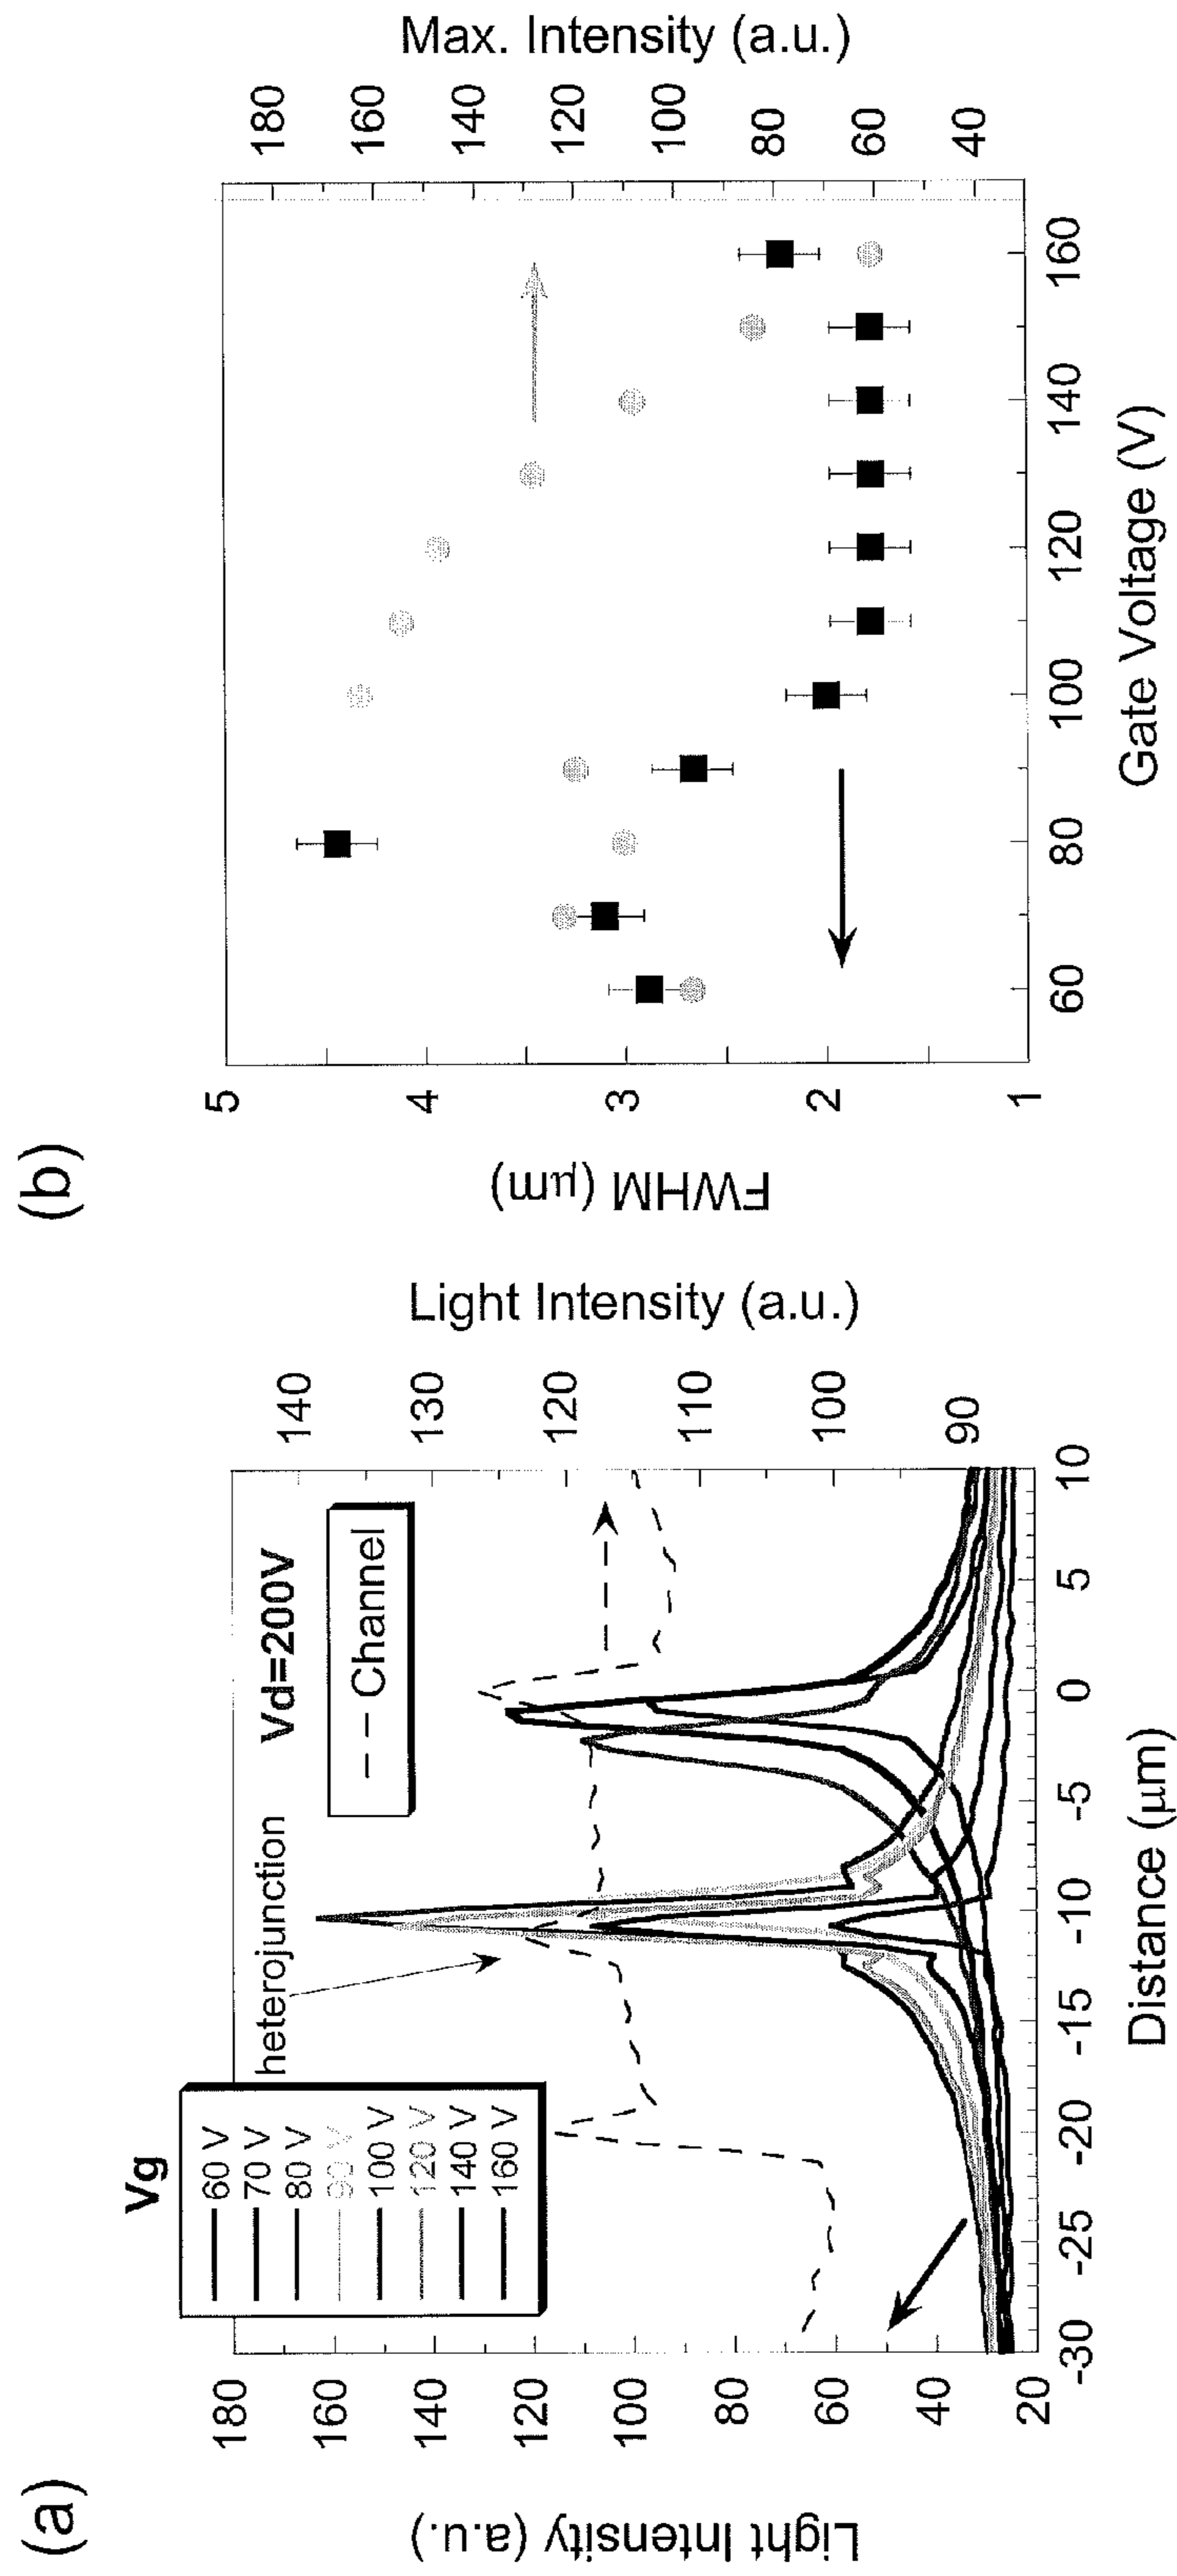 (a)
Light Intensity (a.u.)
180
160
140
120
100
80
60
40
20
Vg
60 V
70 V
80 V
90 V
100 V
120 V
140 V
160 V
heterojunction
Vd=200V
Channel
140
130
120
110
100
90
Light Intensity (a.u.)
-30
-25
-20
-15
-10
-5
0
5
10
Distance (μm)
(b)
FWHM (μm)
5
4
3
2
1
180
160
140
120
100
80
60
40
Max. Intensity (a.u.)
60
80
100
120
140
160
Gate Voltage (V)